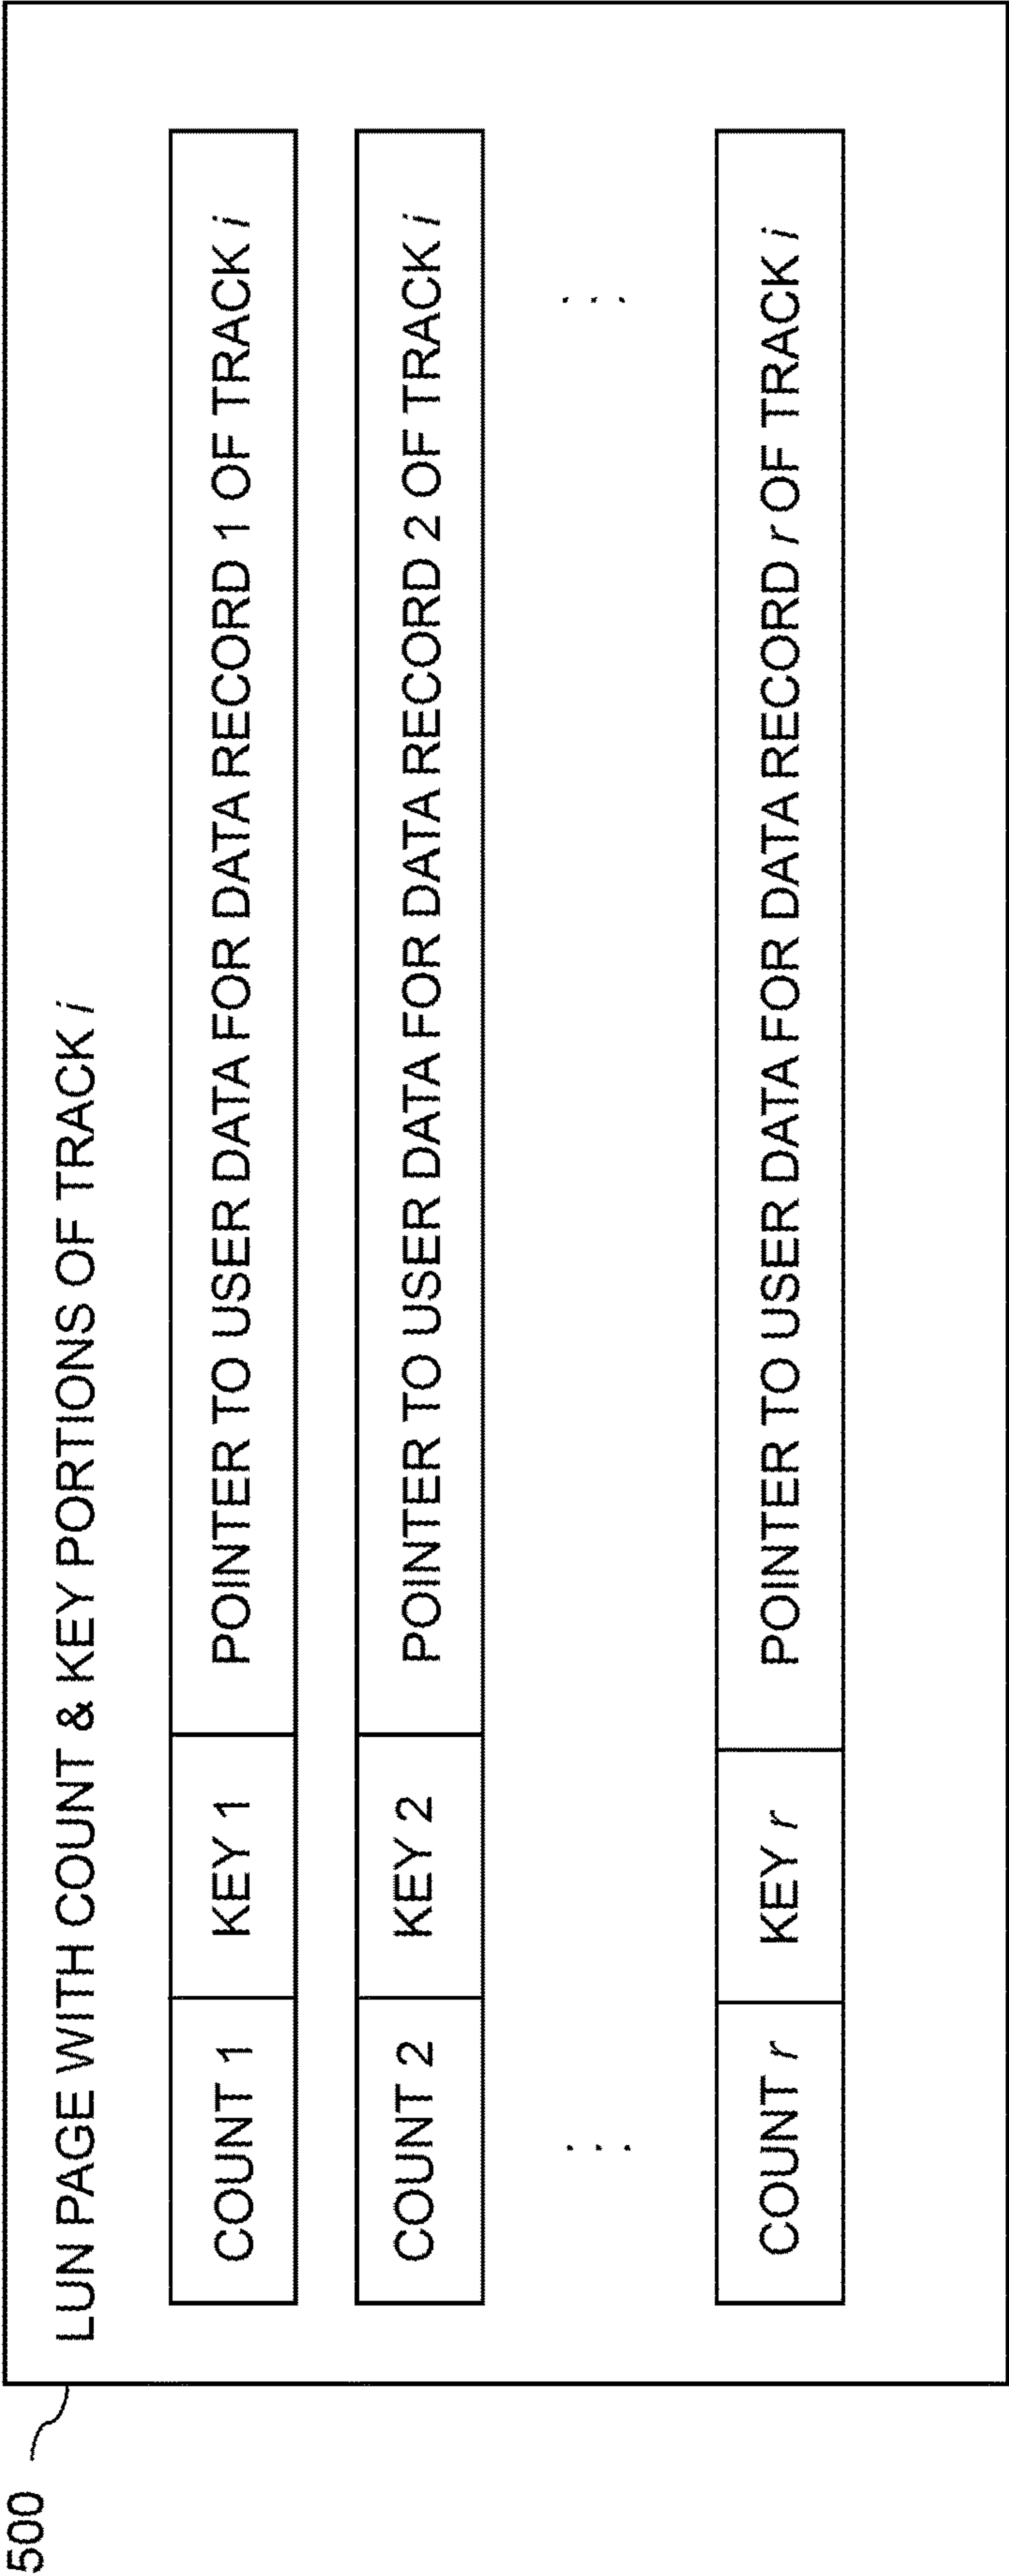 500
LUN PAGE WITH COUNT & KEY PORTIONS OF TRACK i
COUNT 1 KEY 1 POINTER TO USER DATA FOR DATA RECORD 1 OF TRACK i
COUNT 2 KEY 2 POINTER TO USER DATA FOR DATA RECORD 2 OF TRACK i
... ...
COUNT r KEY r POINTER TO USER DATA FOR DATA RECORD r OF TRACK i